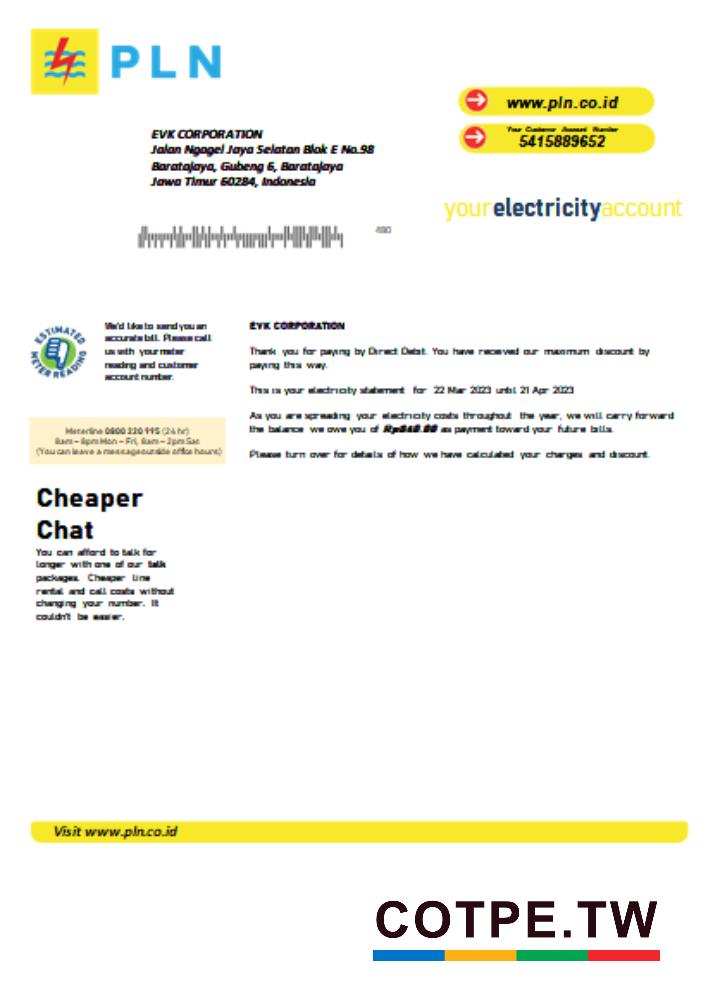 PLN
www.pln.co.id
Your Customer Account Number
5415889652
EVK CORPORATION
Jalan Ngagel Jaya Selatan Blok E No.98
Baratajaya, Gubeng 6, Baratajaya
Jawa Timur 60284, Indonesia
yourelectricityaccount
480
ESTIMATED
METER READING
We'd like to send you an
accurate bill. Please call
us with your meter
reading and customer
account number.
Meterline 0800 220 995 (24 hr)
8am – 8pm Mon – Fri, 8am – 2pm Sat
(You can leave a message outside office hours)
EVK CORPORATION
Thank you for paying by Direct Debit. You have received our maximum discount by
paying this way.
This is your electricity statement for 22 Mar 2023 until 21 Apr 2023
As you are spreading your electricity costs throughout the year, we will carry forward
the balance we owe you of as payment toward your future bills.
Please turn over for details of how we have calculated your charges and discount.
Cheaper
Chat
You can afford to talk for
longer with one of our talk
packages. Cheaper line
rental and call costs without
changing your number. It
couldn't be easier.
Visit www.pln.co.id
COTPE.TW